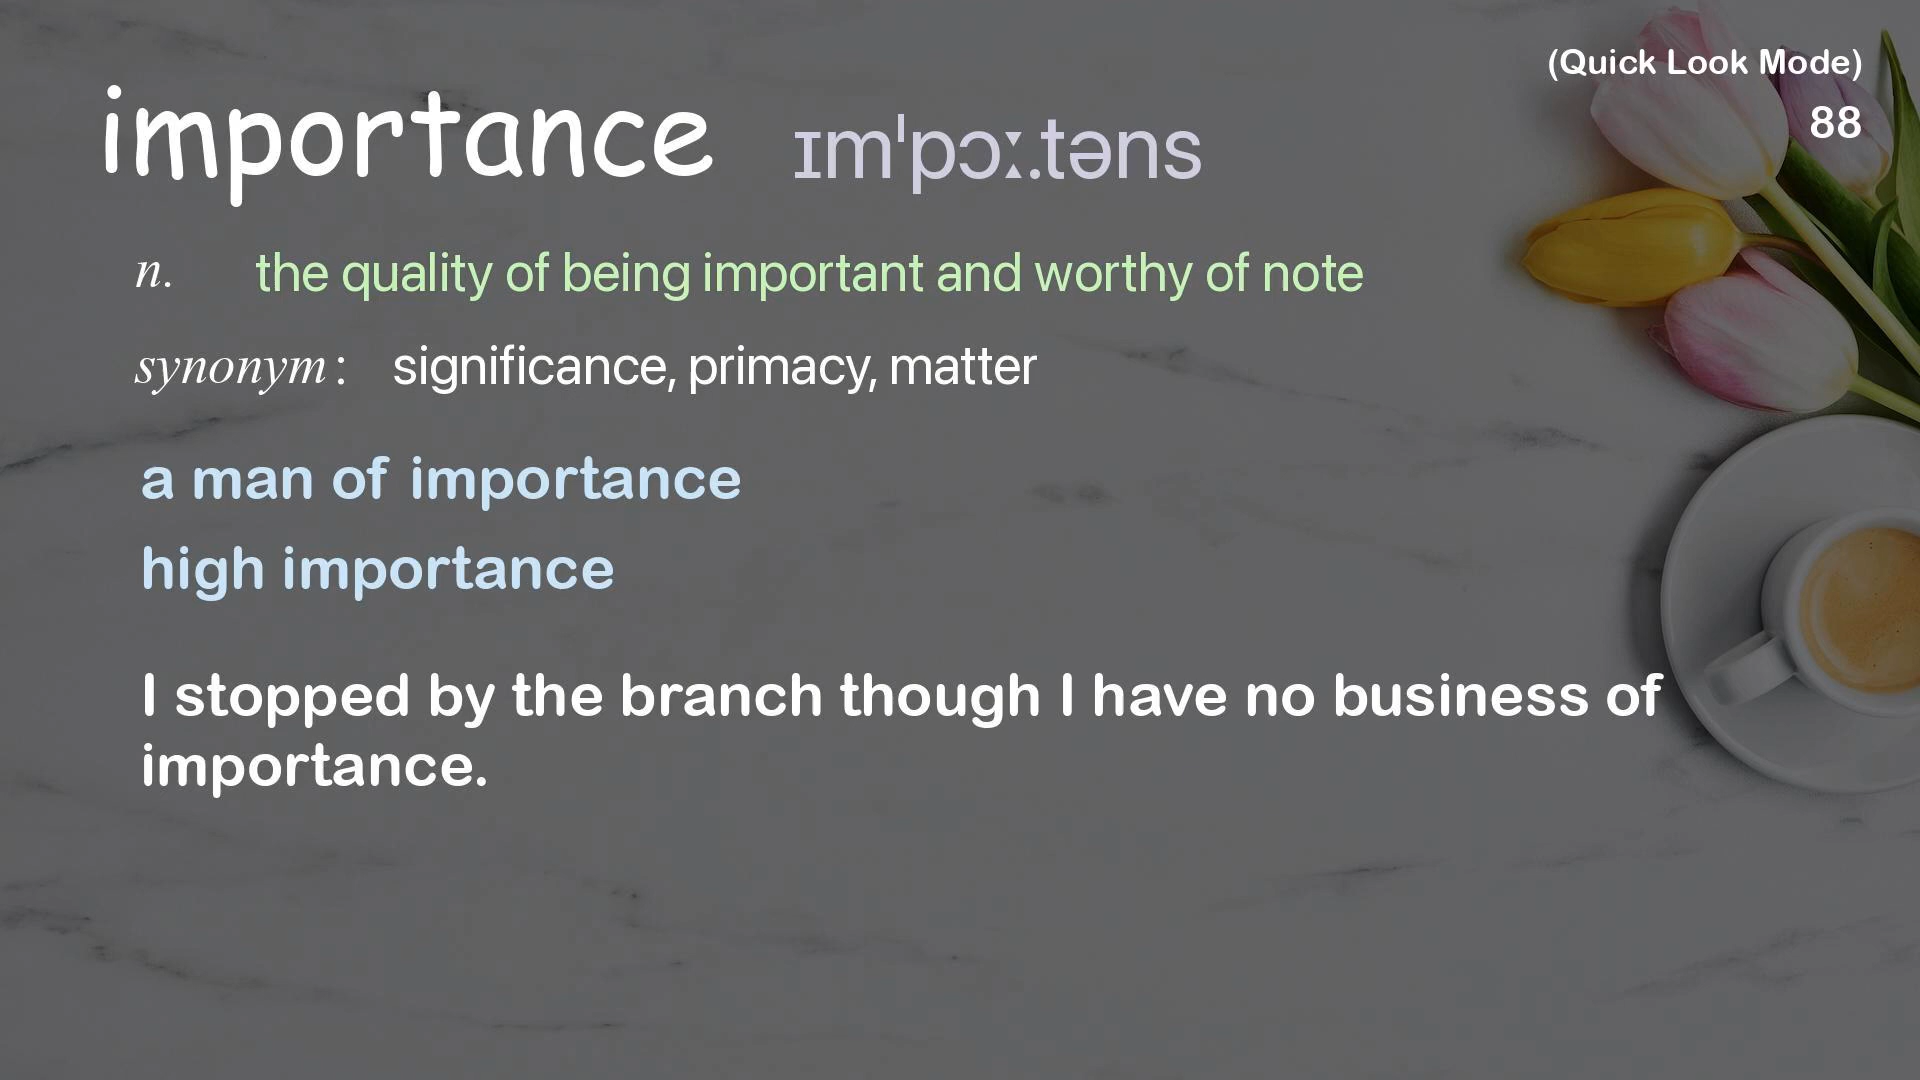 (Quick Look Mode)
88
importance ɪmˈpɔː.təns
n. the quality of being important and worthy of note
synonym: significance, primacy, matter
a man of importance
high importance
I stopped by the branch though I have no business of
importance.